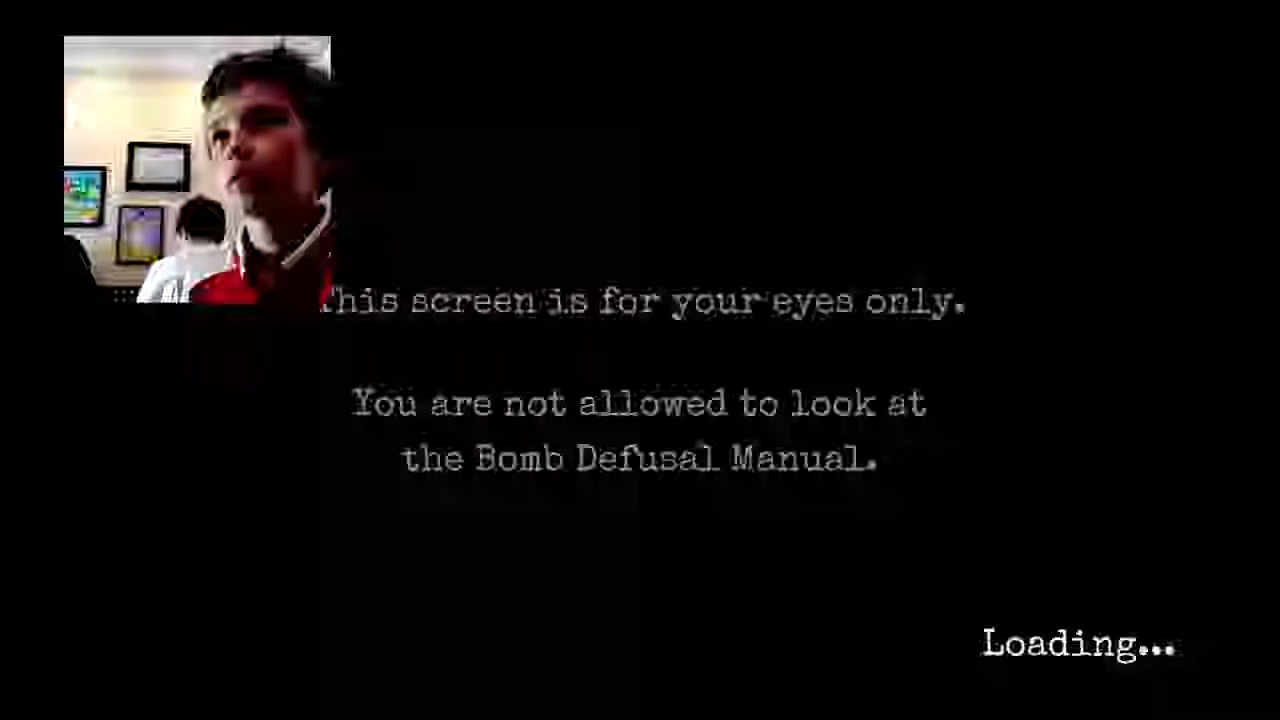 This screen is for your eyes only.
You are not allowed to look at
the Bomb Defusal Manual.
Loading...